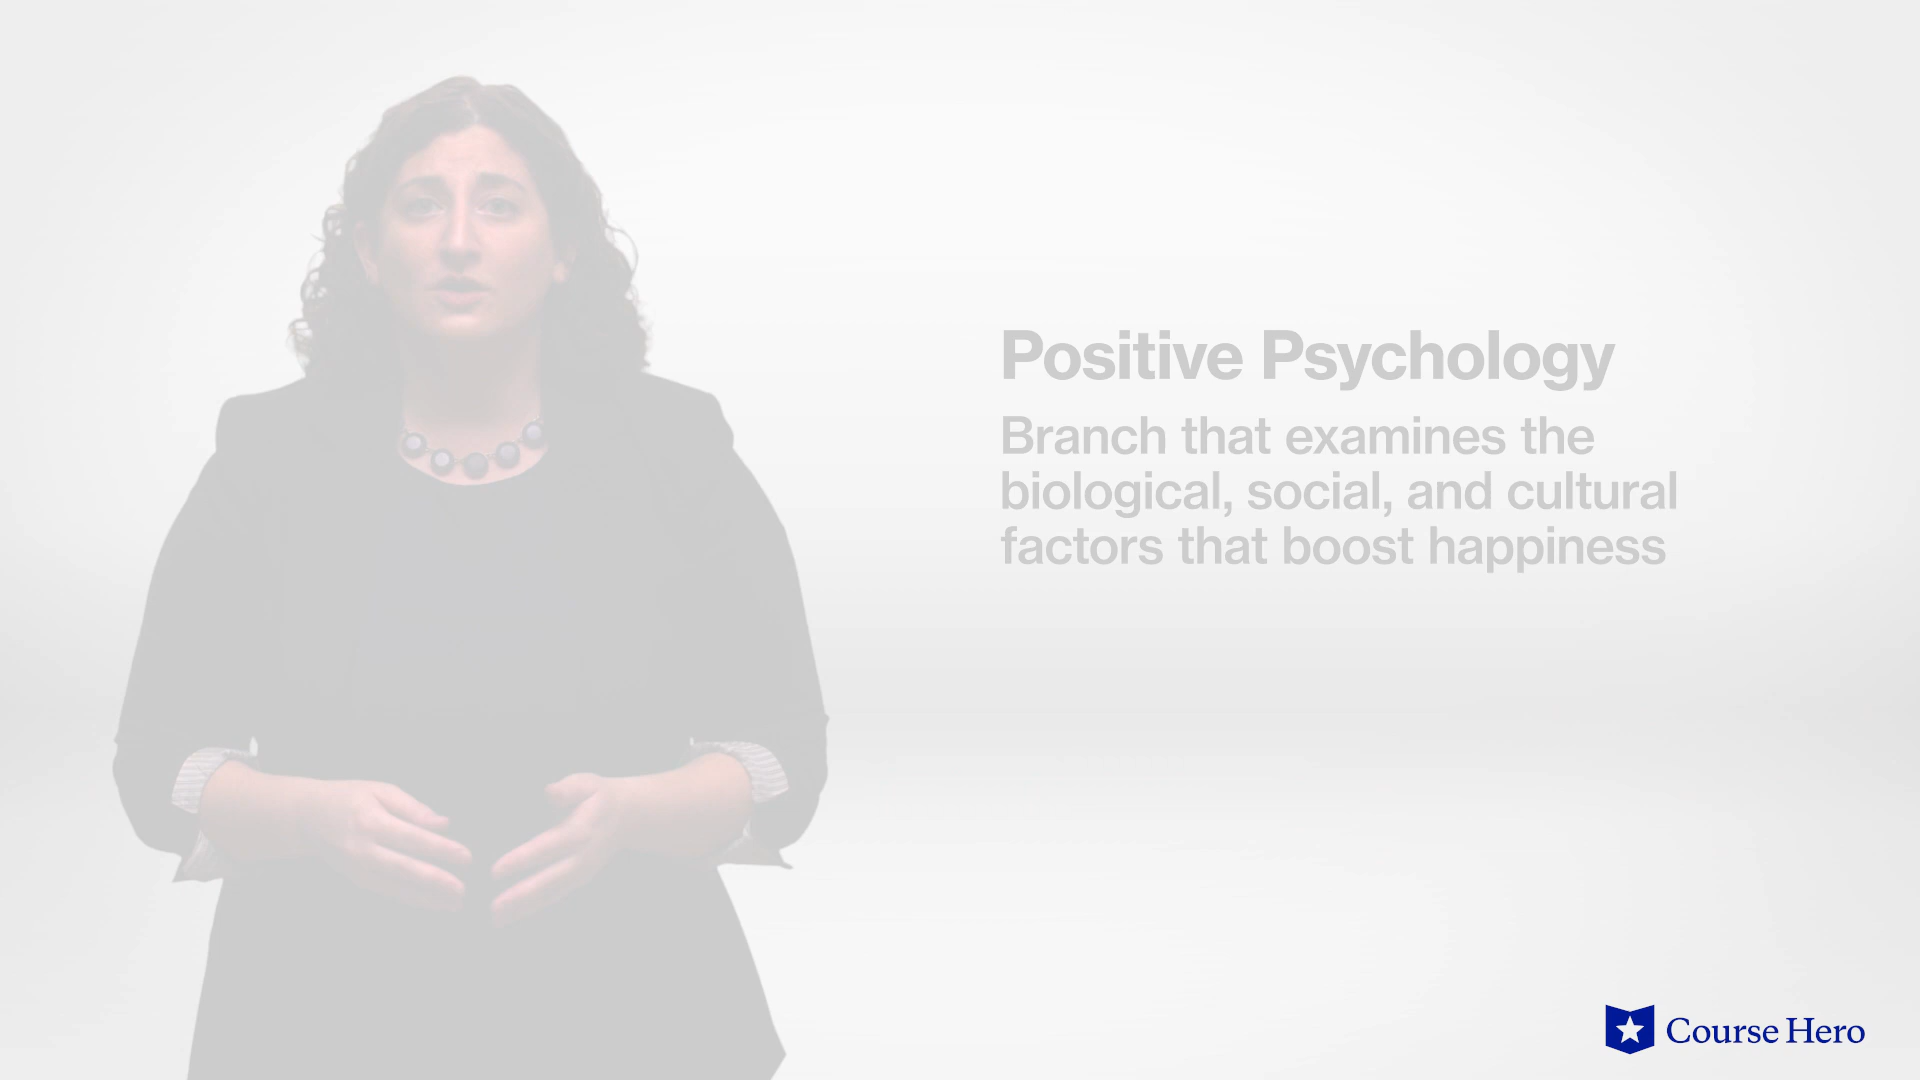 Positive Psychology
Branch that examines the
biological, social, and cultural
factors that boost happiness
Course Hero